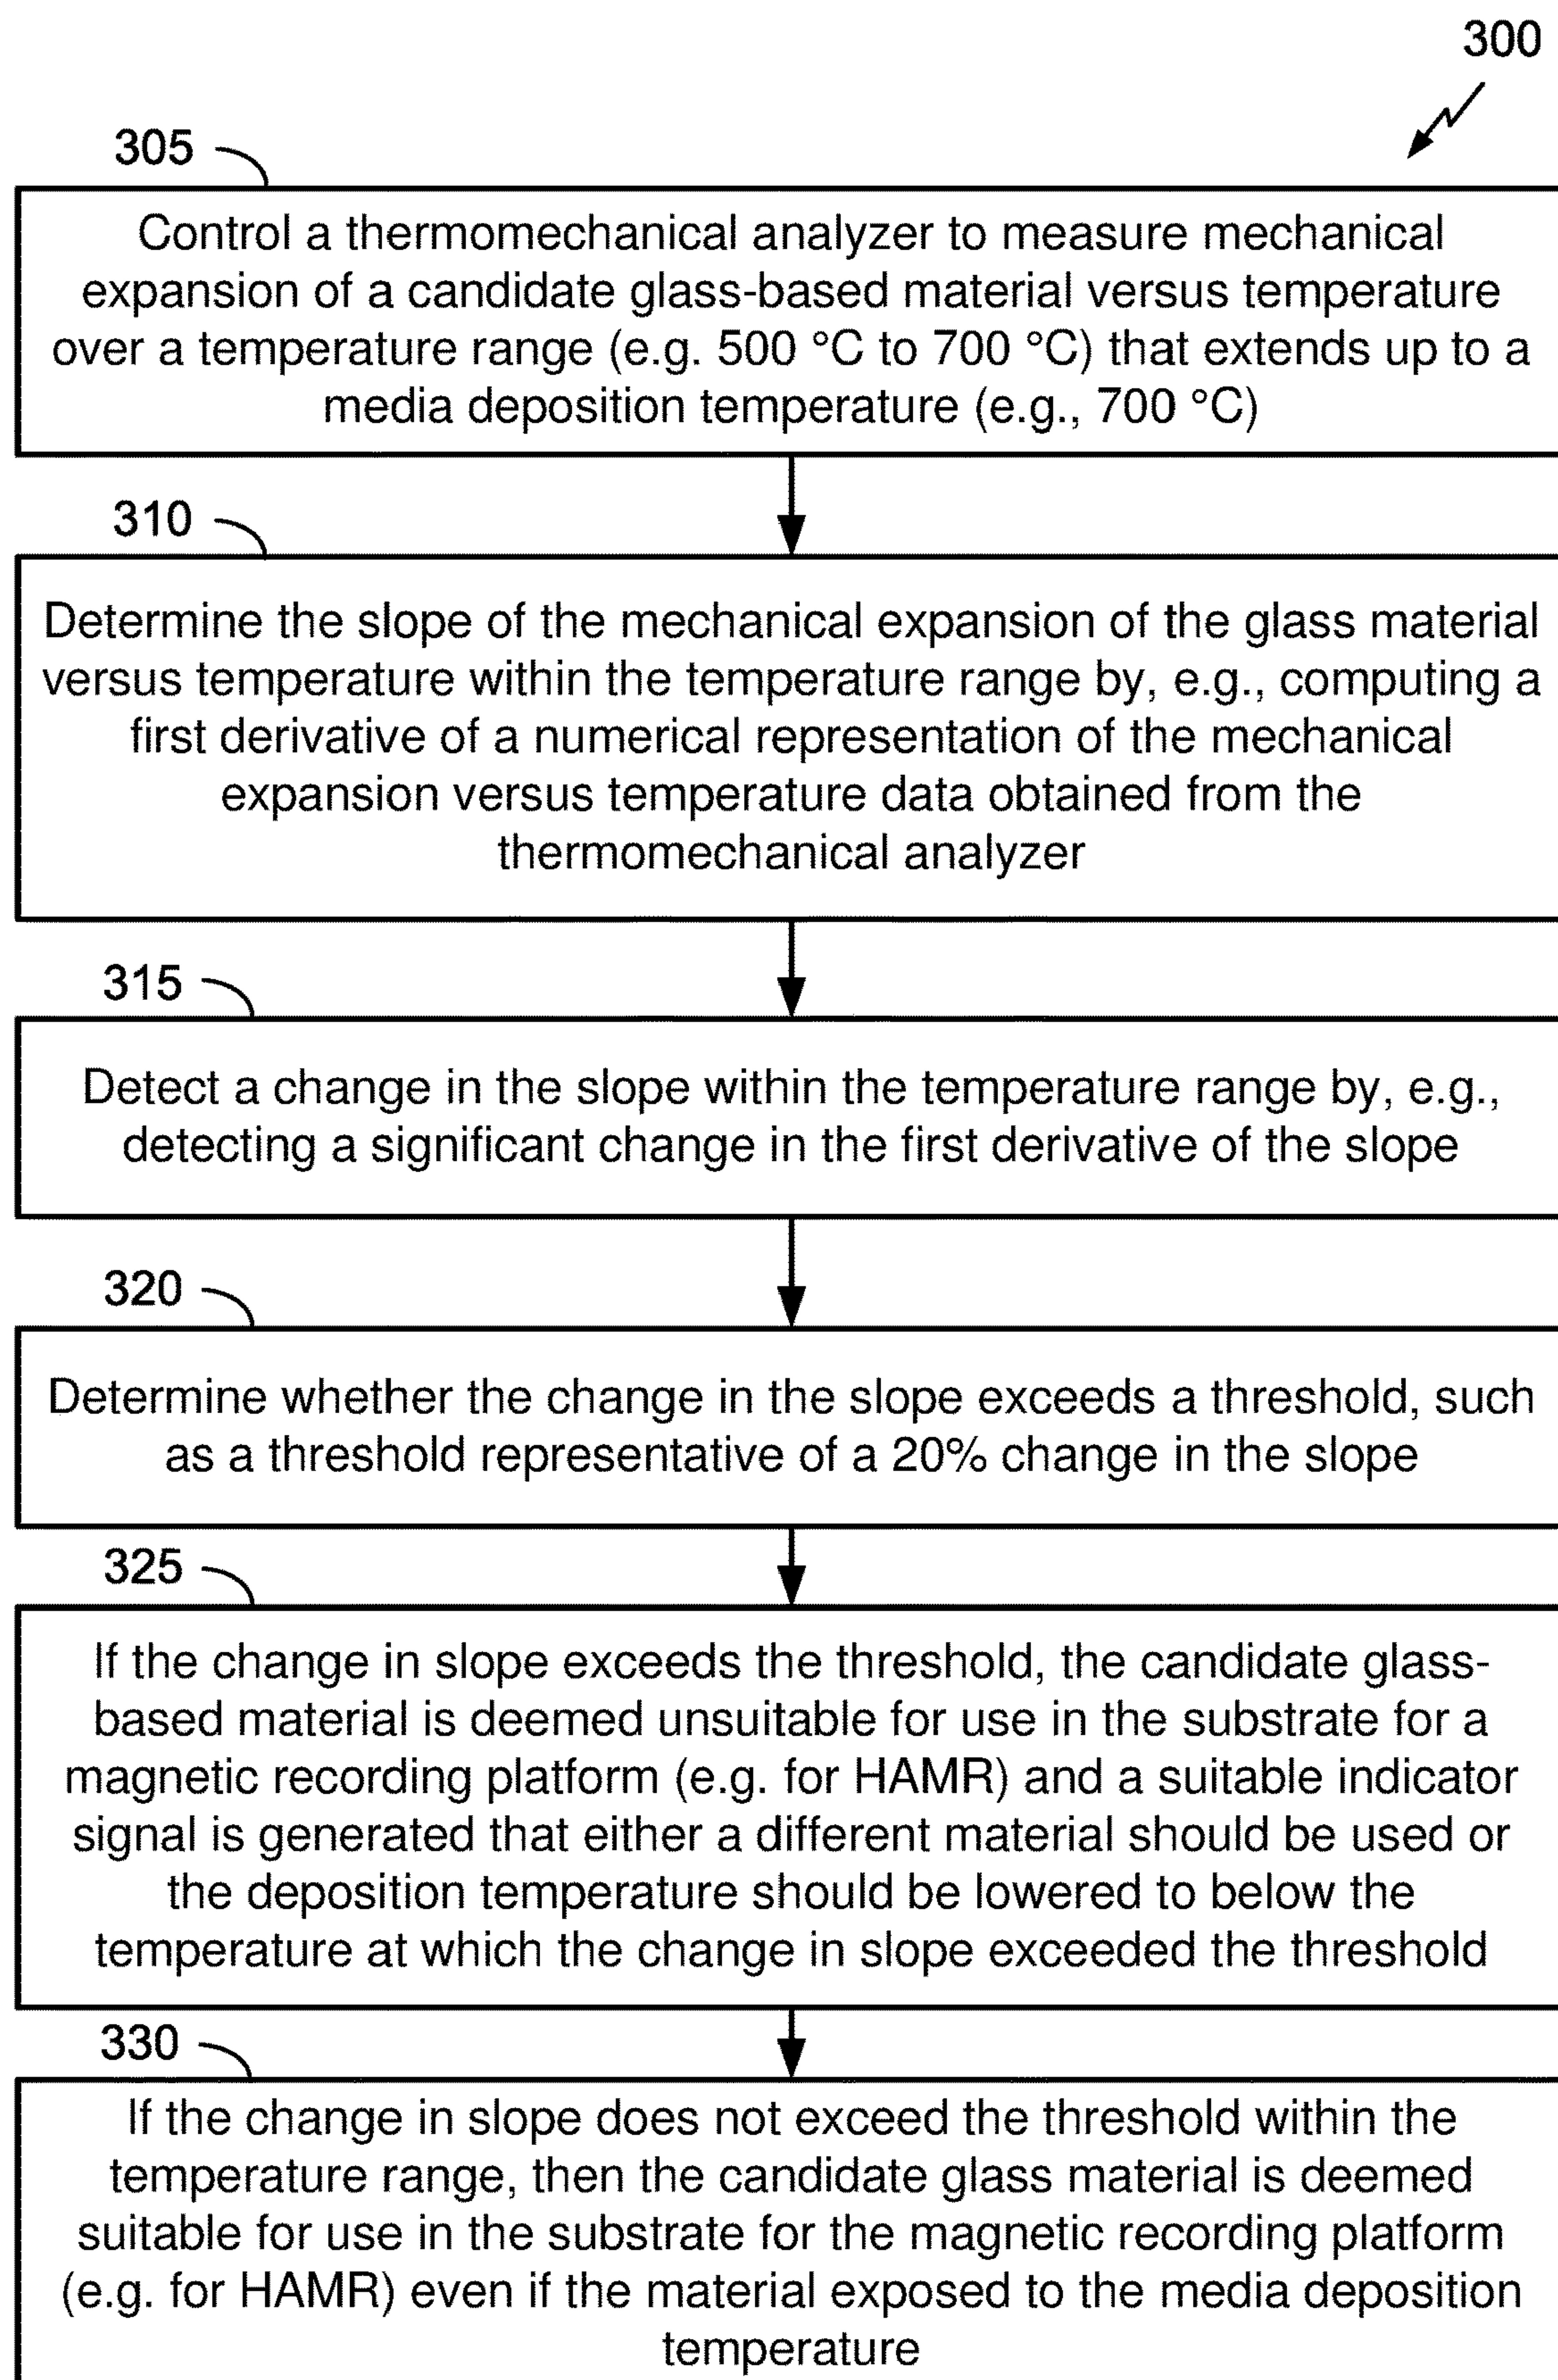 300
305
Control a thermomechanical analyzer to measure mechanical
expansion of a candidate glass-based material versus temperature
over a temperature range (e.g. 500 °C to 700 °C) that extends up to a
media deposition temperature (e.g., 700 °C)
310
Determine the slope of the mechanical expansion of the glass material
versus temperature within the temperature range by, e.g., computing a
first derivative of a numerical representation of the mechanical
expansion versus temperature data obtained from the
thermomechanical analyzer
315
Detect a change in the slope within the temperature range by, e.g.,
detecting a significant change in the first derivative of the slope
320
Determine whether the change in the slope exceeds a threshold, such
as a threshold representative of a 20% change in the slope
325
If the change in slope exceeds the threshold, the candidate glass-
based material is deemed unsuitable for use in the substrate for a
magnetic recording platform (e.g. for HAMR) and a suitable indicator
signal is generated that either a different material should be used or
the deposition temperature should be lowered to below the
temperature at which the change in slope exceeded the threshold
330
If the change in slope does not exceed the threshold within the
temperature range, then the candidate glass material is deemed
suitable for use in the substrate for the magnetic recording platform
(e.g. for HAMR) even if the material exposed to the media deposition
temperature